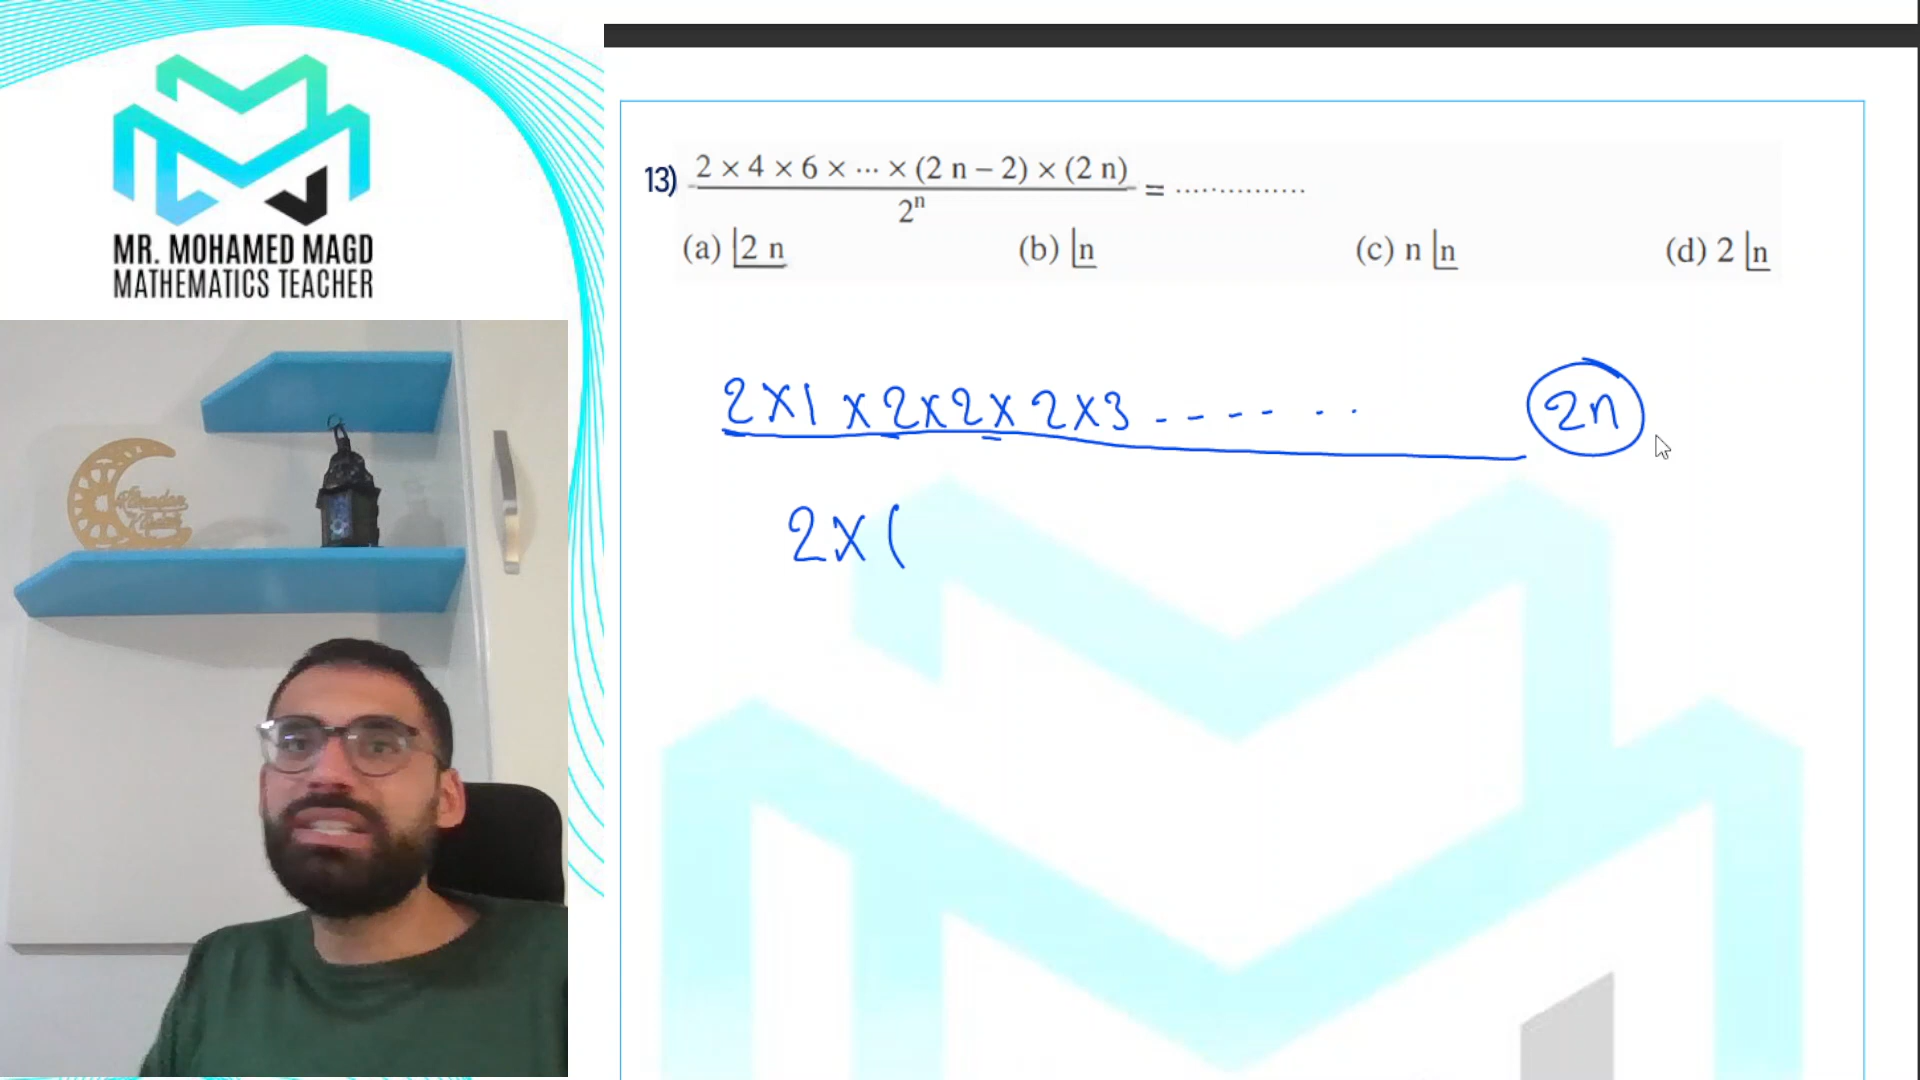 MR. MOHAMED MAGD
MATHEMATICS TEACHER
13) 2 × 4 × 6 × ... × (2 n − 2) × (2 n) / 2ⁿ = ...............
(a) |2 n (b) |n (c) n |n (d) 2 |n
2×1 × 2×2× 2×3 - - - - · · 2n
2× (
Ramadan